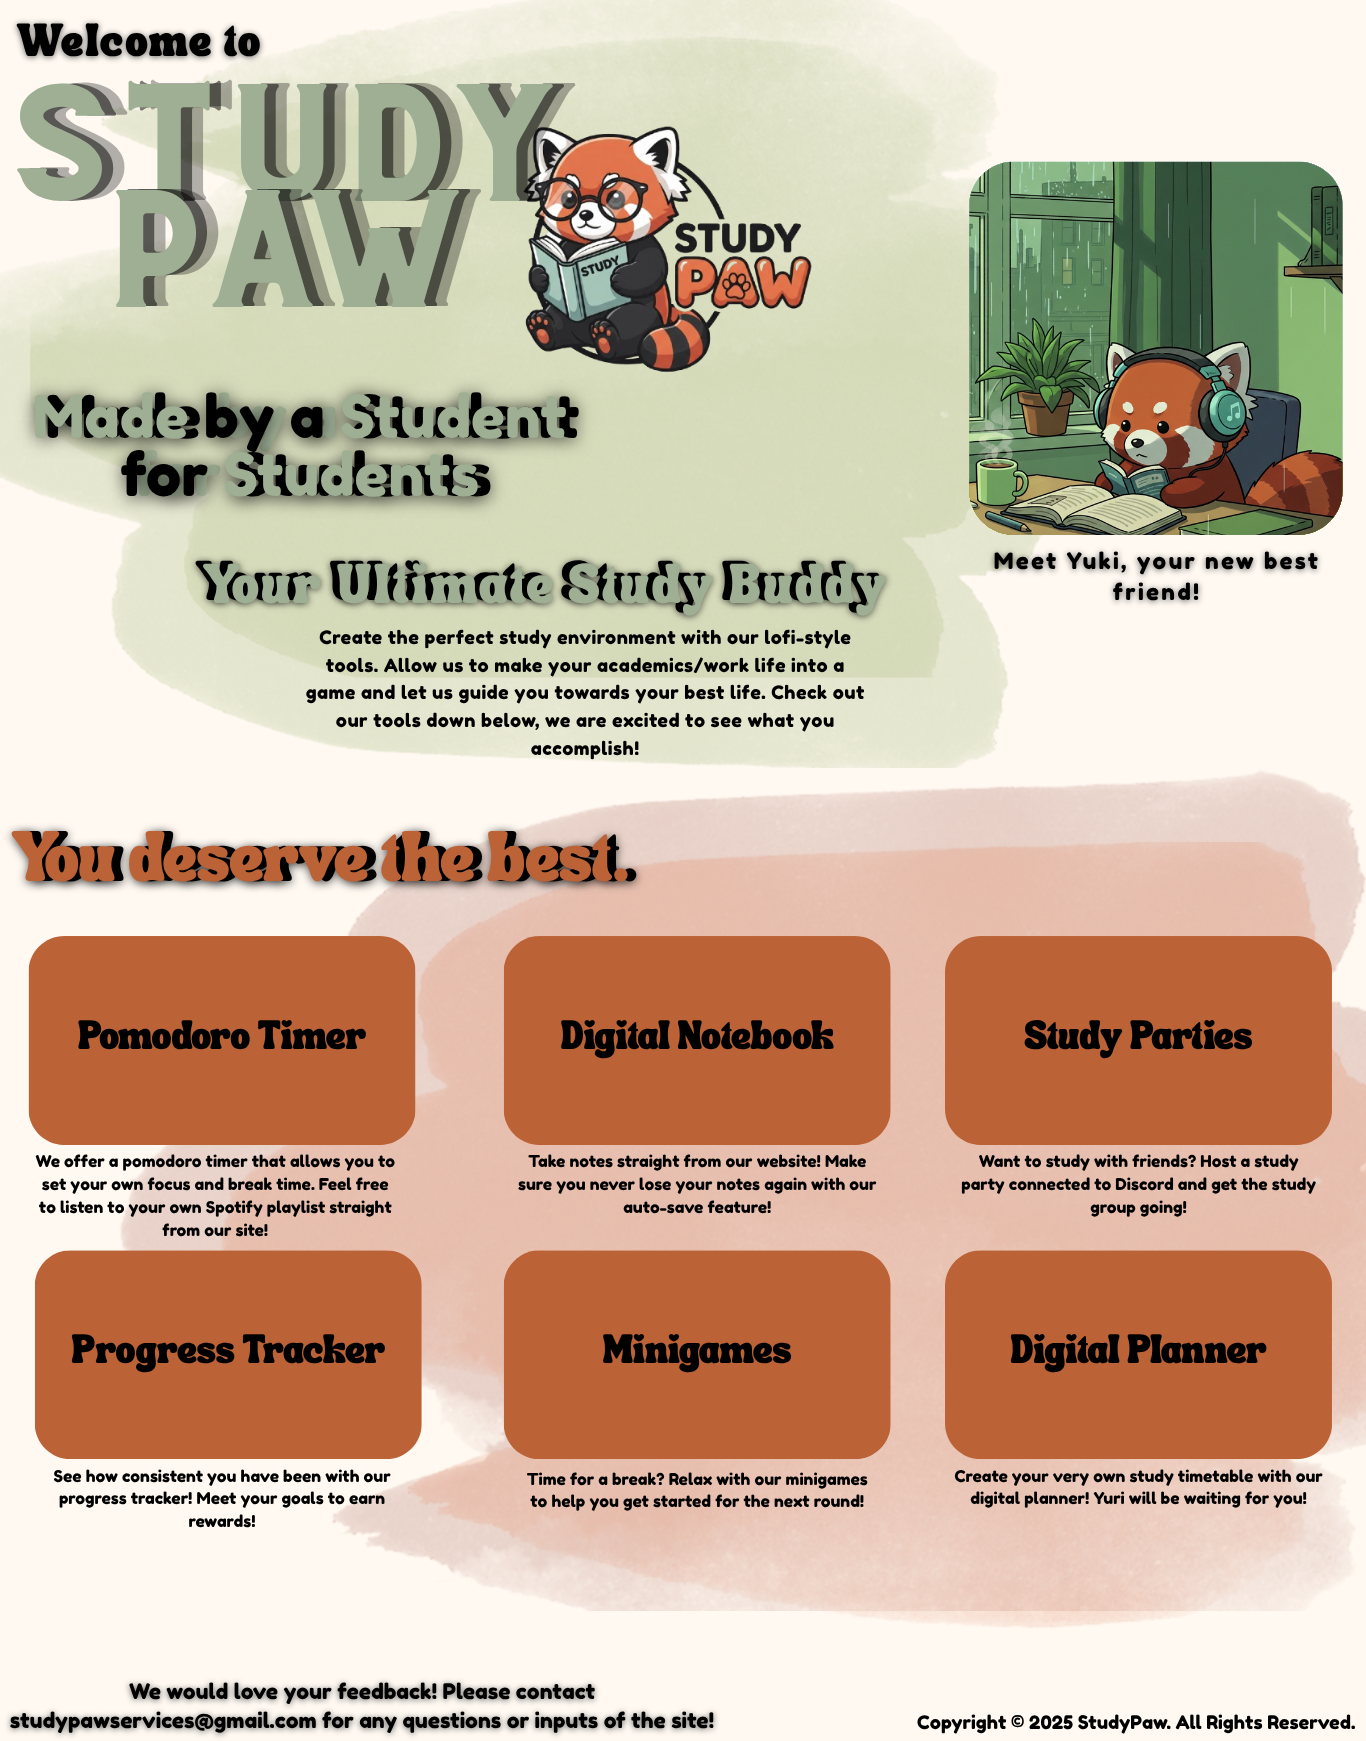 Welcome to
STUDY
PAW
STUDY
STUDY
PAW
Made by a Student
for Students
Meet Yuki, your new best
friend!
Your Ultimate Study Buddy
Create the perfect study environment with our lofi-style
tools. Allow us to make your academics/work life into a
game and let us guide you towards your best life. Check out
our tools down below, we are excited to see what you
accomplish!
You deserve the best.
Pomodoro Timer
We offer a pomodoro timer that allows you to
set your own focus and break time. Feel free
to listen to your own Spotify playlist straight
from our site!
Digital Notebook
Take notes straight from our website! Make
sure you never lose your notes again with our
auto-save feature!
Study Parties
Want to study with friends? Host a study
party connected to Discord and get the study
group going!
Progress Tracker
See how consistent you have been with our
progress tracker! Meet your goals to earn
rewards!
Minigames
Time for a break? Relax with our minigames
to help you get started for the next round!
Digital Planner
Create your very own study timetable with our
digital planner! Yuri will be waiting for you!
We would love your feedback! Please contact
studypawservices@gmail.com for any questions or inputs of the site!
Copyright © 2025 StudyPaw. All Rights Reserved.